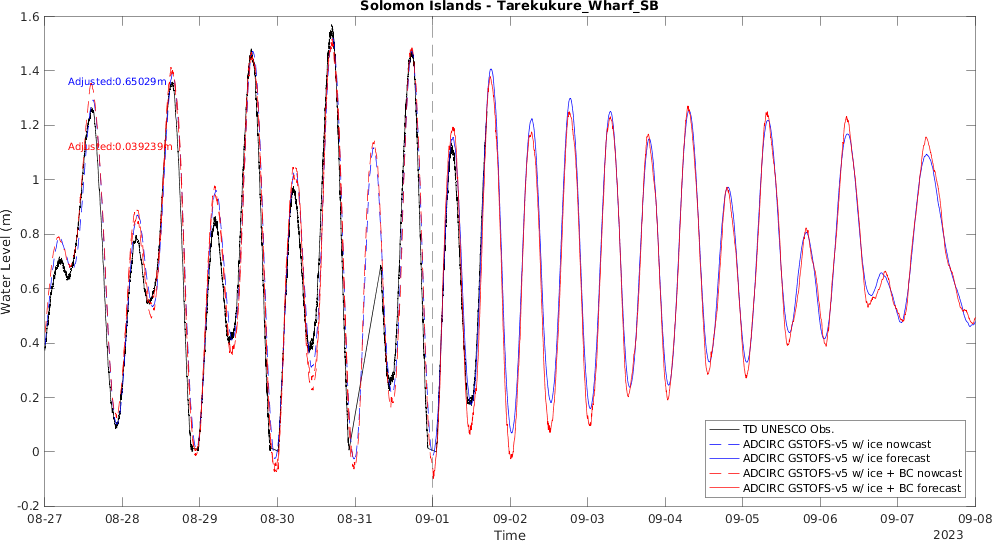 Solomon Islands - Tarekukure_Wharf_SB
1.6
1.4
1.2
1
0.8
0.6
0.4
0.2
0
-0.2
Water Level (m)
Adjusted:0.65029m
Adjusted:0.039239m
TD UNESCO Obs.
ADCIRC GSTOFS-v5 w/ ice nowcast
ADCIRC GSTOFS-v5 w/ ice forecast
ADCIRC GSTOFS-v5 w/ ice + BC nowcast
ADCIRC GSTOFS-v5 w/ ice + BC forecast
08-27 08-28 08-29 08-30 08-31 09-01 09-02 09-03 09-04 09-05 09-06 09-07 09-08
Time
2023